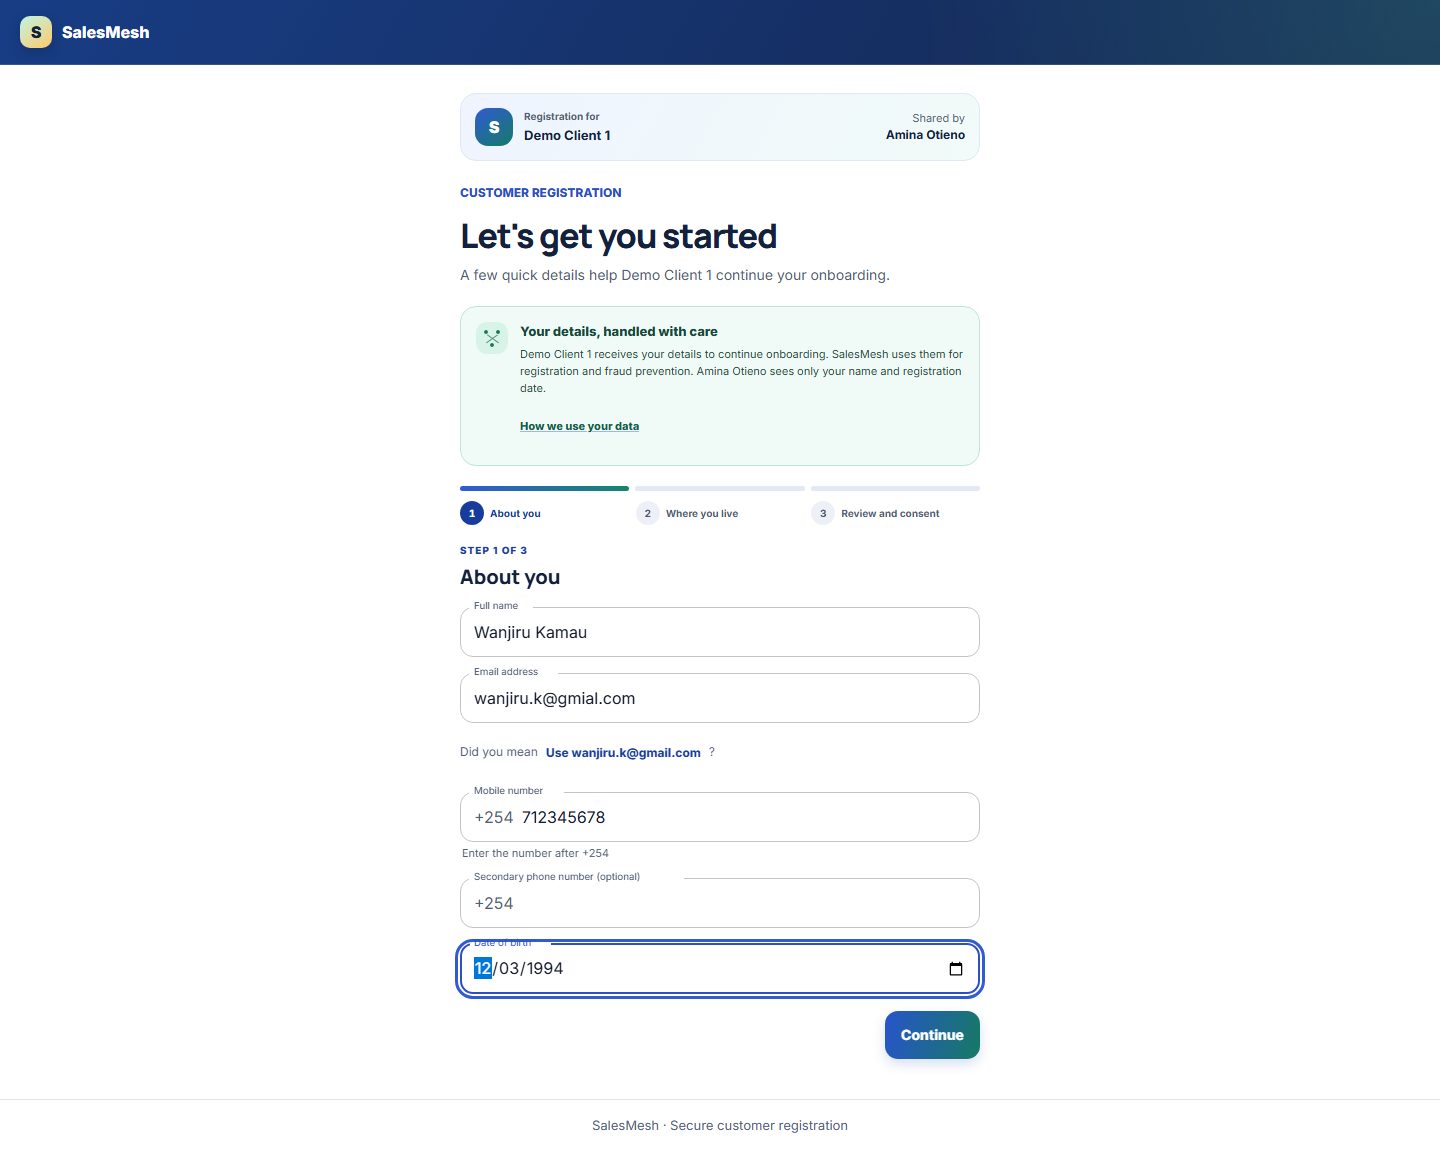 S SalesMesh
S
Registration for
Demo Client 1
Shared by
Amina Otieno
CUSTOMER REGISTRATION
Let's get you started
A few quick details help Demo Client 1 continue your onboarding.
Your details, handled with care
Demo Client 1 receives your details to continue onboarding. SalesMesh uses them for
registration and fraud prevention. Amina Otieno sees only your name and registration
date.
How we use your data
1 About you
2 Where you live
3 Review and consent
STEP 1 OF 3
About you
Full name
Wanjiru Kamau
Email address
wanjiru.k@gmial.com
Did you mean Use wanjiru.k@gmail.com ?
Mobile number
+254 712345678
Enter the number after +254
Secondary phone number (optional)
+254
Date of birth
12/03/1994
Continue
SalesMesh · Secure customer registration